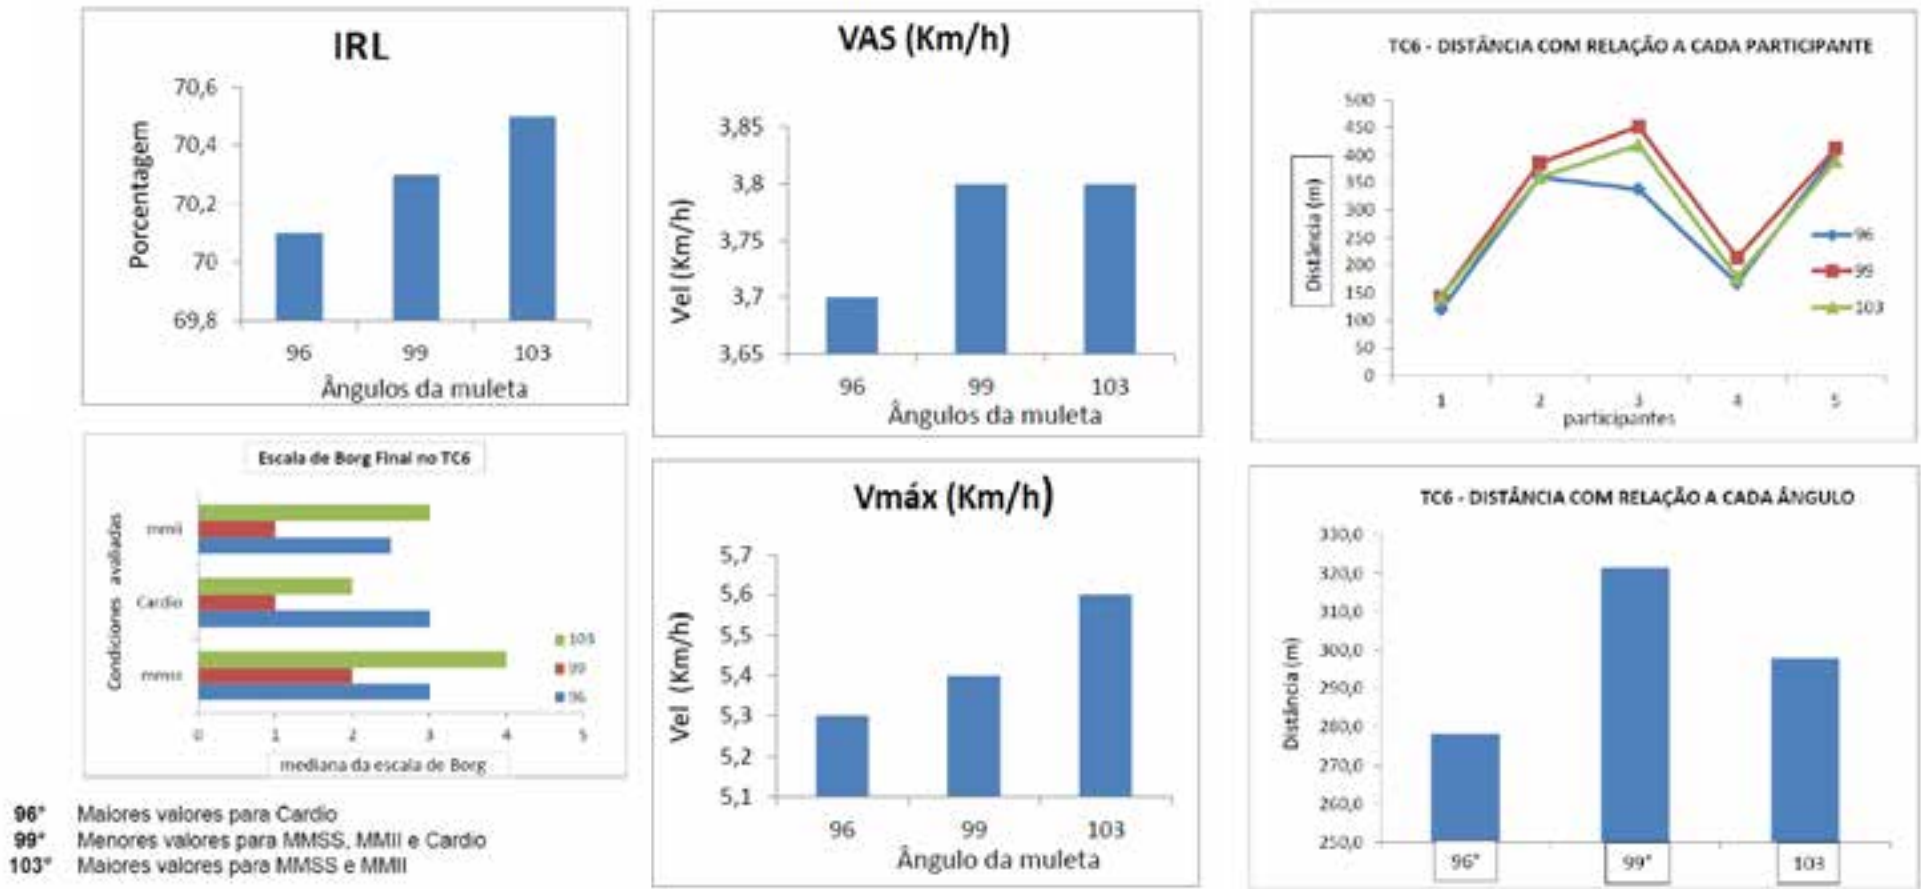 IRL
Porcentagem
70,6
70,4
70,2
70
69,8
96 99 103
Ângulos da muleta
VAS (Km/h)
Vel (Km/h)
3,85
3,8
3,75
3,7
3,65
96 99 103
Ângulos da muleta
TC6 - DISTÂNCIA COM RELAÇÃO A CADA PARTICIPANTE
Distância (m)
500
450
400
350
300
250
200
150
100
50
0
1 2 3 4 5
participantes
96
99
103
Escala de Borg Final no TC6
Condiciones avaliadas
mmii
Cardio
mmss
103
99
96
0 1 2 3 4 5
mediana da escala de Borg
96° Maiores valores para Cardio
99° Menores valores para MMSS, MMII e Cardio
103° Maiores valores para MMSS e MMII
Vmáx (Km/h)
Vel (Km/h)
5,7
5,6
5,5
5,4
5,3
5,2
5,1
96 99 103
Ângulo da muleta
TC6 - DISTÂNCIA COM RELAÇÃO A CADA ÂNGULO
Distância (m)
330,0
320,0
310,0
300,0
290,0
280,0
270,0
260,0
250,0
96° 99° 103